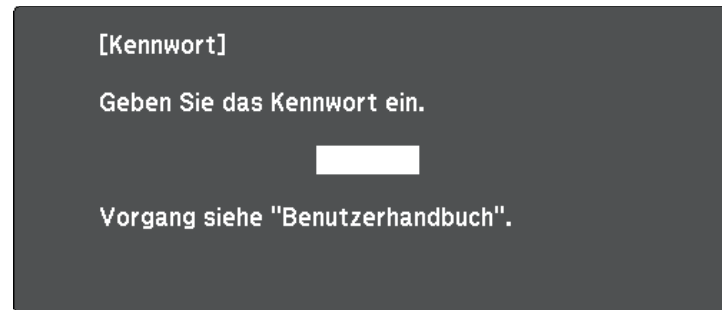 [Kennwort]
Geben Sie das Kennwort ein.
Vorgang siehe "Benutzerhandbuch".